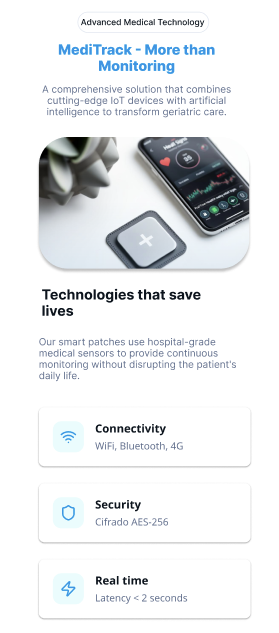 Advanced Medical Technology
MediTrack - More than
Monitoring
A comprehensive solution that combines
cutting-edge IoT devices with artificial
intelligence to transform geriatric care.
Technologies that save
lives
Our smart patches use hospital-grade
medical sensors to provide continuous
monitoring without disrupting the patient's
daily life.
Connectivity
WiFi, Bluetooth, 4G
Security
Cifrado AES-256
Real time
Latency < 2 seconds